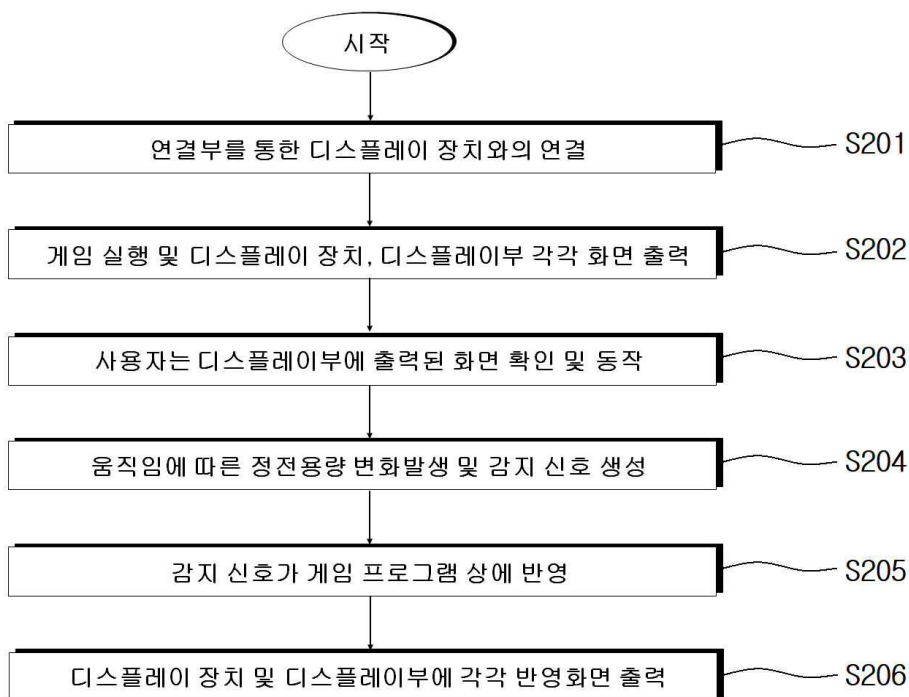 시작
연결부를 통한 디스플레이 장치와의 연결
S201
게임 실행 및 디스플레이 장치, 디스플레이부 각각 화면 출력
S202
사용자는 디스플레이부에 출력된 화면 확인 및 동작
S203
움직임에 따른 정전용량 변화발생 및 감지 신호 생성
S204
감지 신호가 게임 프로그램 상에 반영
S205
디스플레이 장치 및 디스플레이부에 각각 반영화면 출력
S206